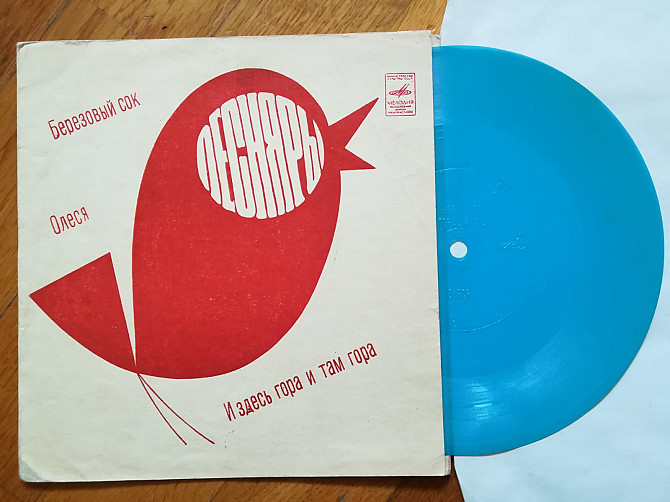 Березовый сок
ПЕСНЯРЫ
МЕЛОДИЯ
Олеся
И здесь гора и там гора